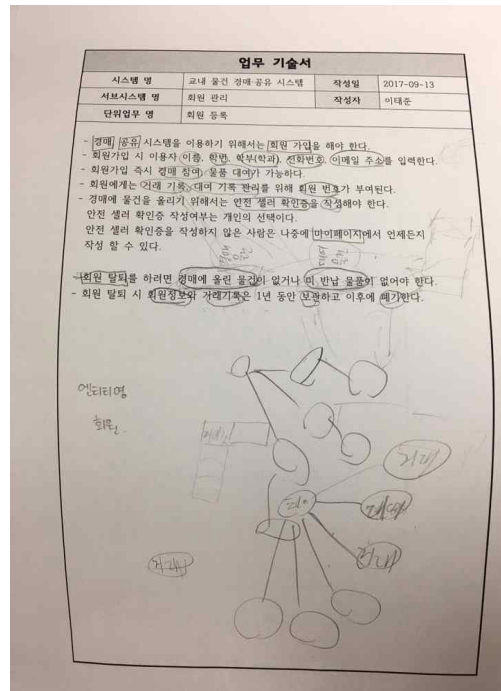 업무 기술서
시스템 명 교내 물건 경매·공유 시스템 작성일 2017-09-13
서브시스템 명 회원 관리 작성자 이태준
단위업무 명 회원 등록
- 경매 공유 시스템을 이용하기 위해서는 회원 가입을 해야 한다.
- 회원가입 시 이용자 이름, 학번, 학부(학과), 전화번호, 이메일 주소를 입력한다.
- 회원가입 즉시 경매 참여, 물품 대여가 가능하다.
- 회원에게는 거래 기록, 대여 기록 관리를 위해 회원 번호가 부여된다.
- 경매에 물건을 올리기 위해서는 안전 셀러 확인증을 작성해야 한다.
안전 셀러 확인증 작성여부는 개인의 선택이다.
안전 셀러 확인증을 작성하지 않은 사람은 나중에 마이페이지에서 언제든지
작성 할 수 있다.
경매 물건
대여 물건
- 회원 탈퇴를 하려면 경매에 올린 물건이 없거나 미 반납 물품이 없어야 한다.
- 회원 탈퇴 시 회원정보와 거래기록은 1년 동안 보관하고 이후에 폐기한다.
엔티티명
회원
거래